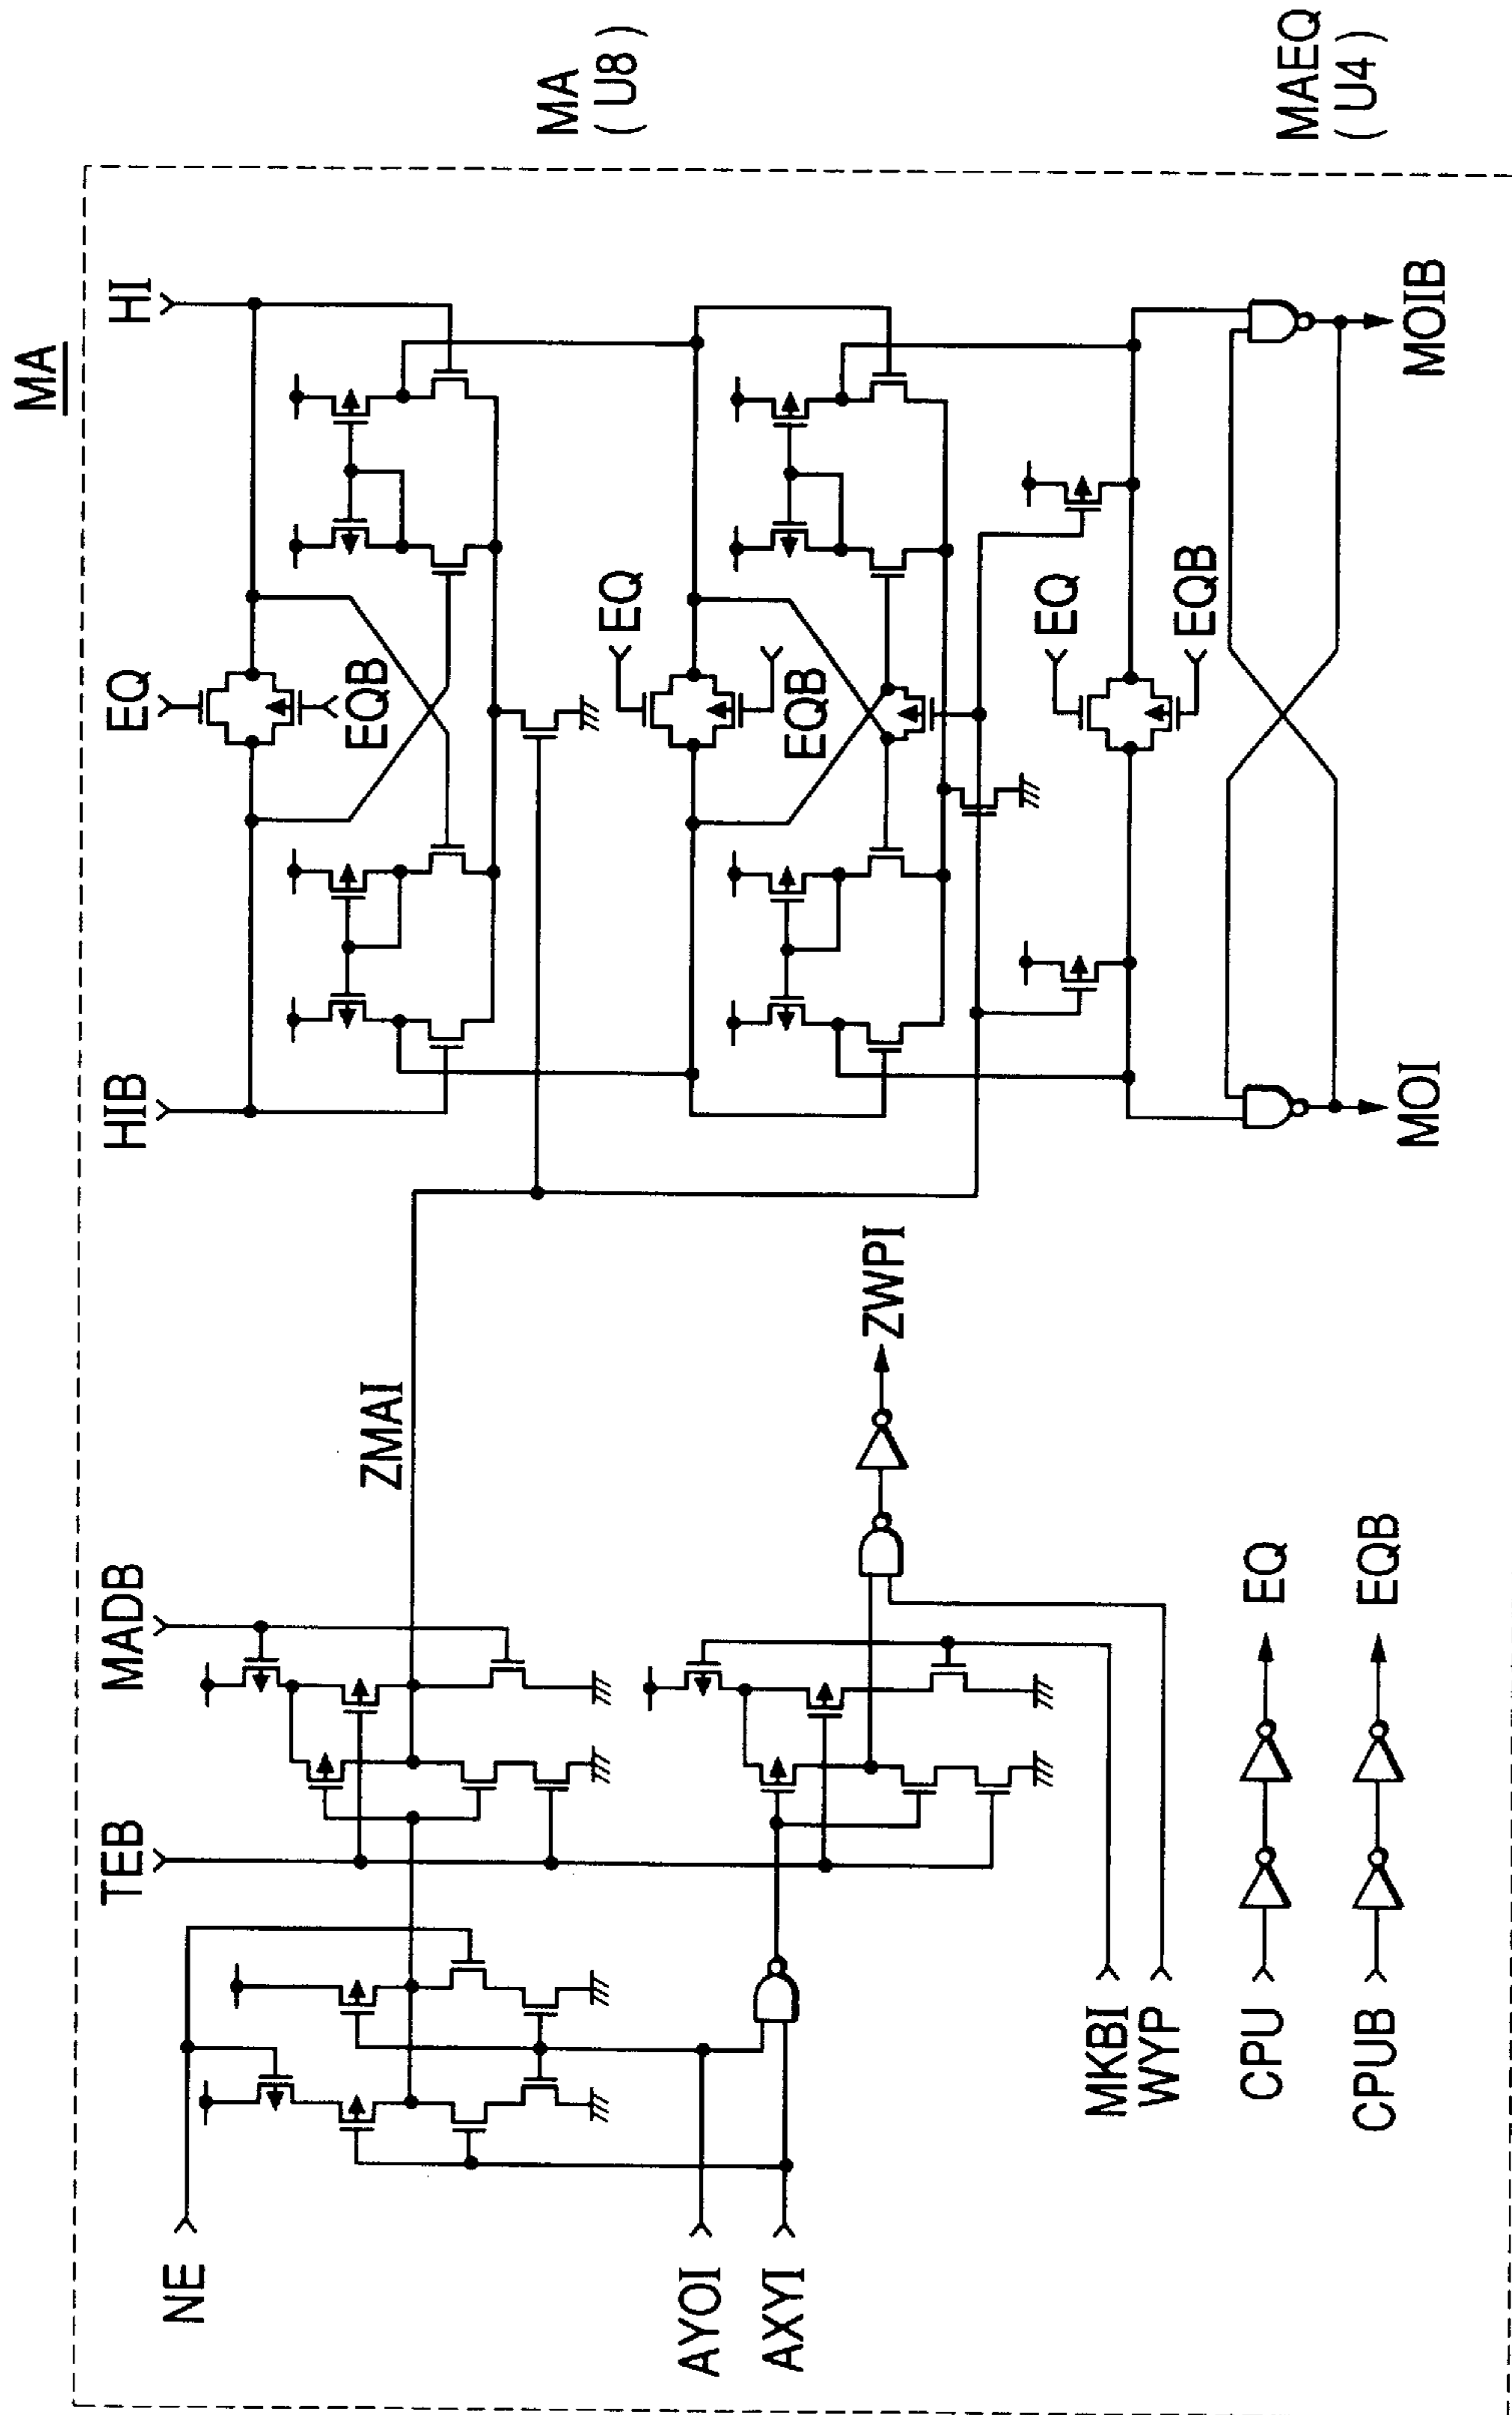 MA
HIB
EQ
HI
EQB
MA
( U8 )
EQ
EQB
EQ
EQB
MAEQ
( U4 )
MOI
MOIB
NE
TEB
MADB
ZMAI
ZWPI
AYOI
AXYI
MKBI
WYP
CPU
EQ
CPUB
EQB